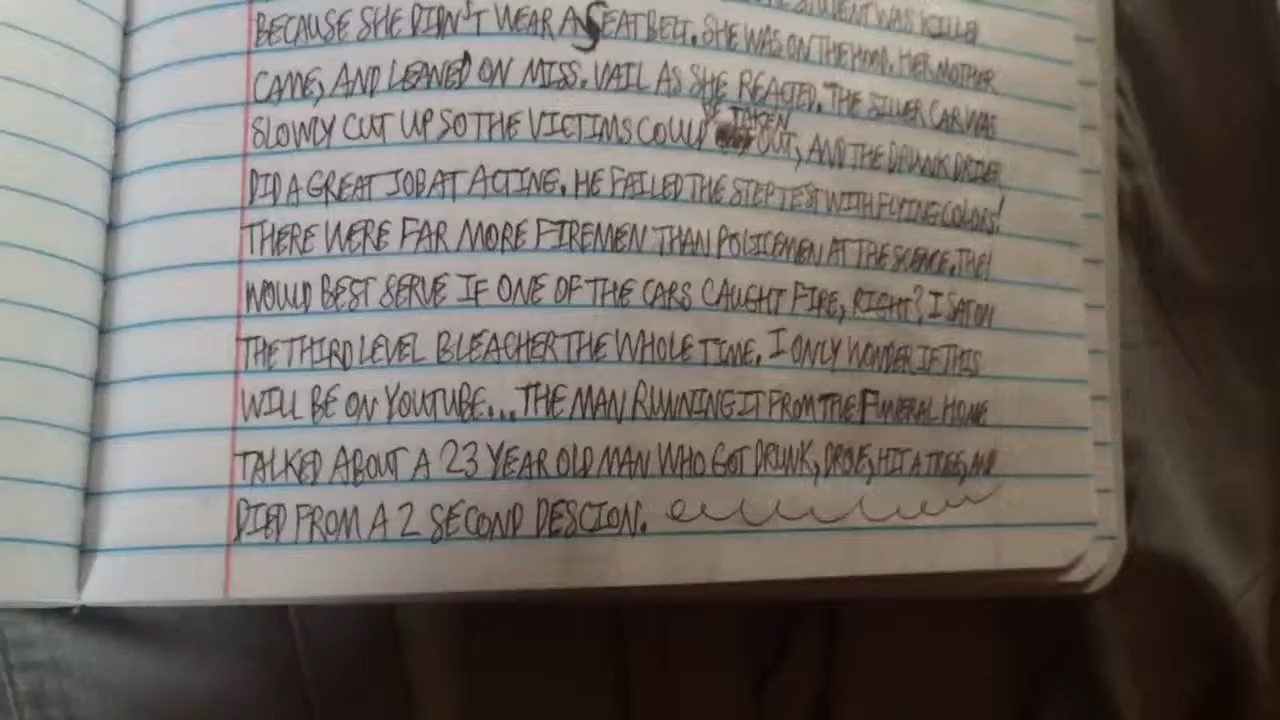 STUDENT WAS KILLED
BECAUSE SHE DIDN'T WEAR A SEATBELT. SHE WAS ON THE HOOD. HER MOTHER
CAME, AND LEANED ON MISS. VAIL AS SHE REACTED. THE SILVER CAR WAS
BE TAKEN
SLOWLY CUT UP SO THE VICTIMS COULD OUT, AND THE DRUNK DRIVER
DID A GREAT JOB AT ACTING. HE FAILED THE STEP TEST WITH FLYING COLORS!
THERE WERE FAR MORE FIREMEN THAN POLICEMEN AT THE SCENCE, THEY
WOULD BEST SERVE IF ONE OF THE CARS CAUGHT FIRE, RIGHT? I SAT ON
THE THIRD LEVEL BLEACHER THE WHOLE TIME. I ONLY WONDER IF THIS
WILL BE ON YOUTUBE... THE MAN RUNNING IT FROM THE FUNERAL HOME
TALKED ABOUT A 23 YEAR OLD MAN WHO GOT DRUNK, DROVE, HIT A TREE, AND
DIED FROM A 2 SECOND DESCION.